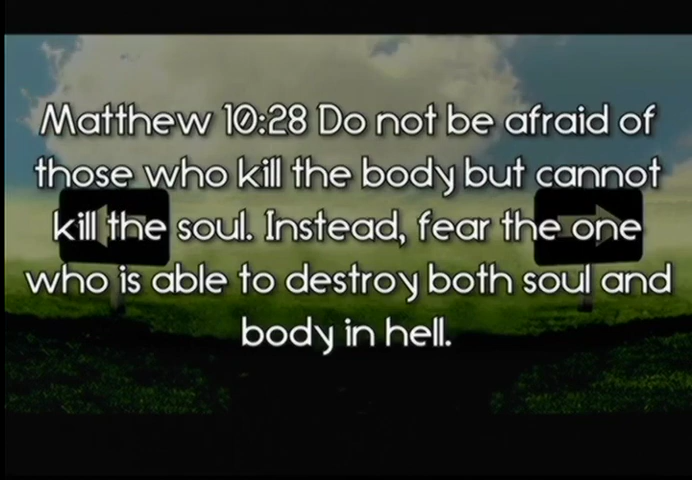 Matthew 10:28 Do not be afraid of
those who kill the body but cannot
kill the soul. Instead, fear the one
who is able to destroy both soul and
body in hell.